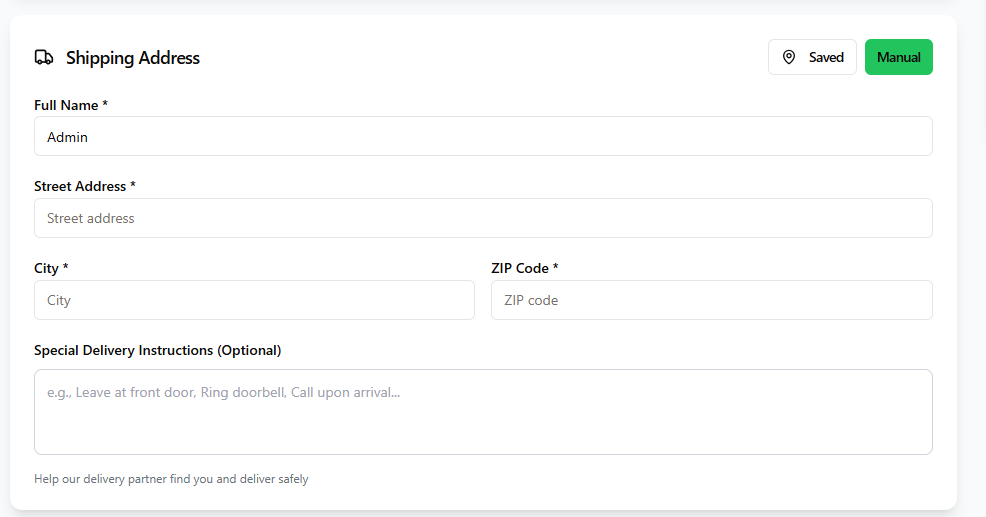 Shipping Address
Saved
Manual
Full Name *
Admin
Street Address *
Street address
City *
ZIP Code *
City
ZIP code
Special Delivery Instructions (Optional)
e.g., Leave at front door, Ring doorbell, Call upon arrival...
Help our delivery partner find you and deliver safely